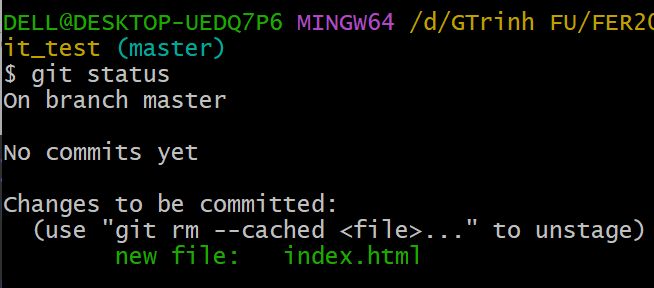 DELL@DESKTOP-UEDQ7P6 MINGW64 /d/GTrinh FU/FER20
it_test (master)
$ git status
On branch master
No commits yet
Changes to be committed:
(use "git rm --cached <file>..." to unstage)
new file: index.html